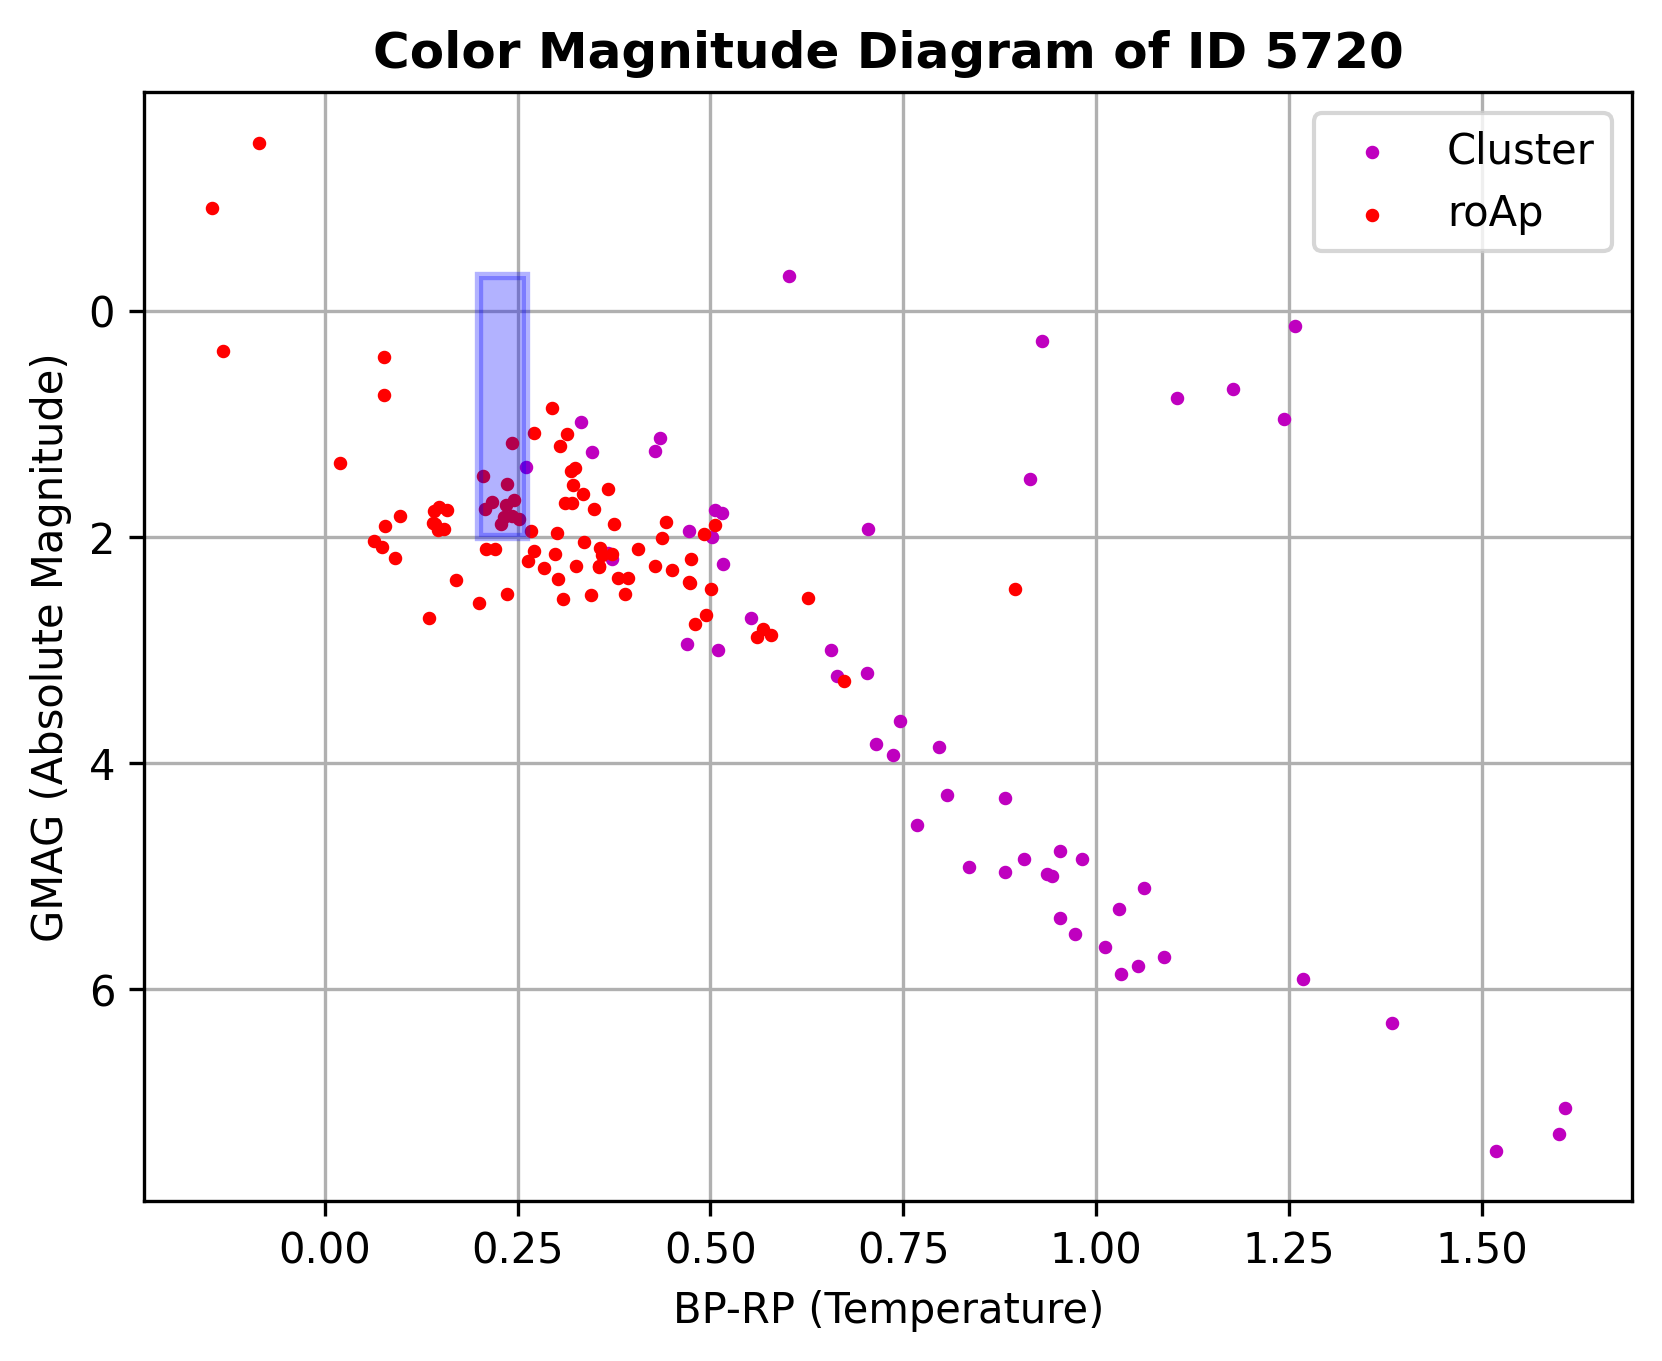 Color Magnitude Diagram of ID 5720
Cluster
roAp
GMAG (Absolute Magnitude)
0
2
4
6
0.00 0.25 0.50 0.75 1.00 1.25 1.50
BP-RP (Temperature)